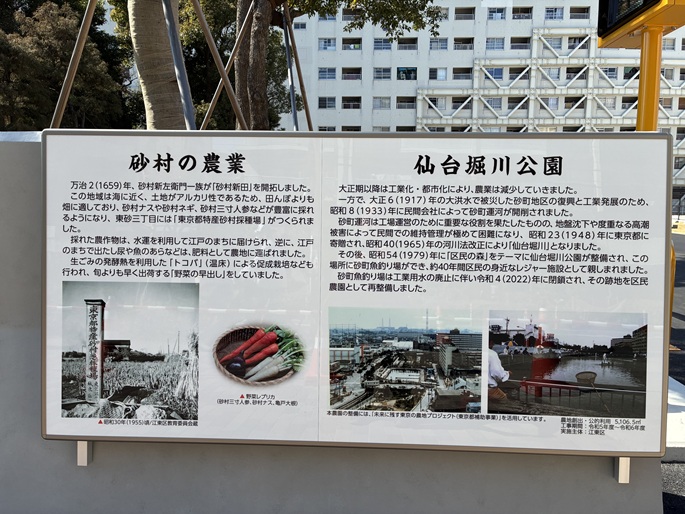 砂村の農業
万治2(1659)年、砂村新左衛門一族が「砂村新田」を開拓しました。
この地域は海に近く、土地がアルカリ性であるため、田んぼよりも
畑に適しており、砂村ナスや砂村ネギ、砂村三寸人参などが豊富に採れ
るようになり、東砂三丁目には「東京都特産砂村採種場」がつくられま
した。
採れた農作物は、水運を利用して江戸のまちに届けられ、逆に、江戸
のまちで出たし尿や魚のあらなどは、肥料として農地に運ばれました。
生ごみの発酵熱を利用した「トコバ」(温床)による促成栽培なども
行われ、旬よりも早く出荷する「野菜の早出し」をしていました。
▲昭和30年(1955)頃/江東区教育委員会蔵
▲野菜レプリカ
(砂村三寸人参、砂村ナス、亀戸大根)
仙台堀川公園
大正期以降は工業化・都市化により、農業は減少していきました。
一方で、大正6(1917)年の大洪水で被災した砂町地区の復興と工業発展のため、
昭和8(1933)年に民間会社によって砂町運河が開削されました。
砂町運河は工場運営のために重要な役割を果たしたものの、地盤沈下や度重なる高潮
被害によって民間での維持管理が極めて困難になり、昭和23(1948)年に東京都に
寄贈され、昭和40(1965)年の河川法改正により「仙台堀川」となりました。
その後、昭和54(1979)年に「区民の森」をテーマに仙台堀川公園が整備され、この
場所に砂町魚釣り場ができ、約40年間区民の身近なレジャー施設として親しまれました。
砂町魚釣り場は工業用水の廃止に伴い令和4(2022)年に閉鎖され、その跡地を区民
農園として再整備しました。
本農園の整備には、「未来に残す東京の農地プロジェクト(東京都補助事業)」を活用しています。
農地創出・公的利用 5,106.5㎡
工事期間:令和5年度~令和6年度
実施主体:江東区